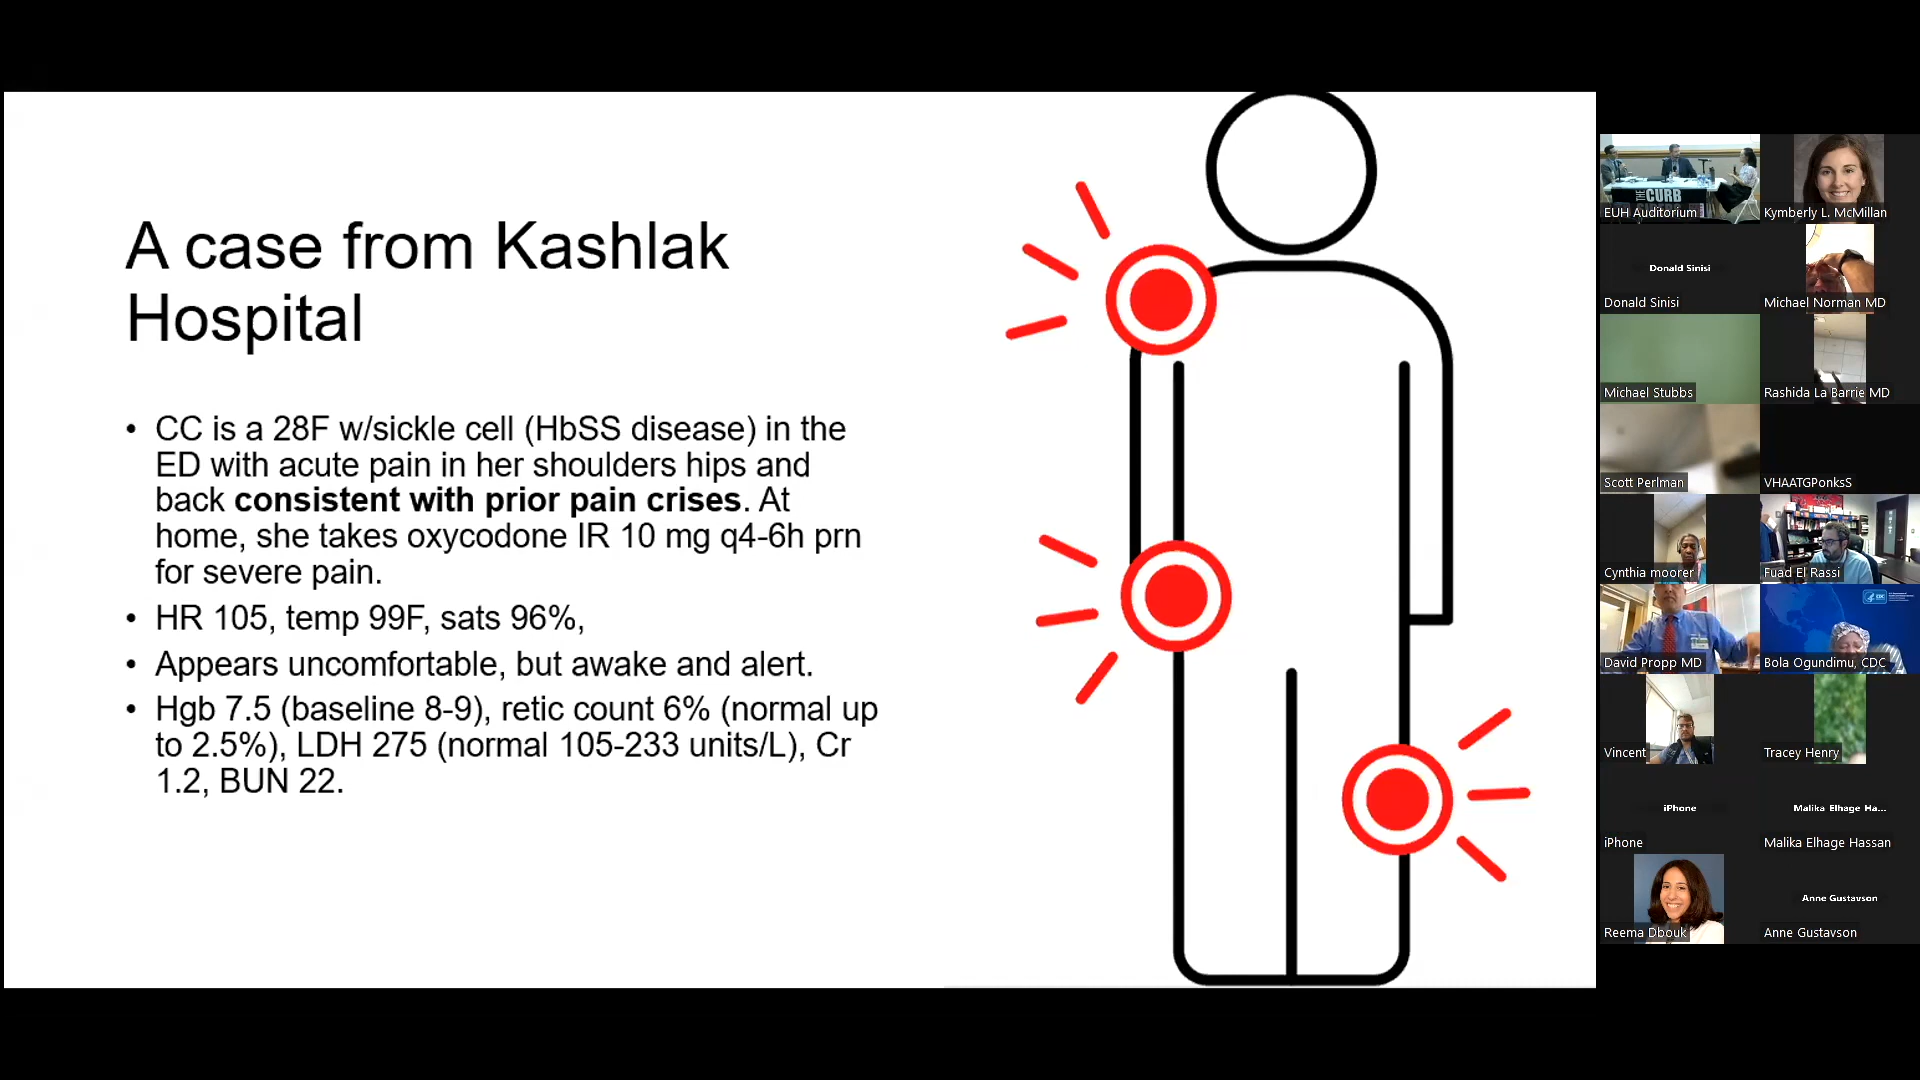 A case from Kashlak
Hospital
• CC is a 28F w/sickle cell (HbSS disease) in the
ED with acute pain in her shoulders hips and
back consistent with prior pain crises. At
home, she takes oxycodone IR 10 mg q4-6h prn
for severe pain.
• HR 105, temp 99F, sats 96%,
• Appears uncomfortable, but awake and alert.
• Hgb 7.5 (baseline 8-9), retic count 6% (normal up
to 2.5%), LDH 275 (normal 105-233 units/L), Cr
1.2, BUN 22.
THE CURB
EUH Auditorium
Kymberly L. McMillan
Donald Sinisi
Donald Sinisi
Michael Norman MD
Michael Stubbs
Rashida La Barrie MD
Scott Perlman
VHAATGPonksS
Cynthia moorer
Fuad El Rassi
CDC
David Propp MD
Bola Ogundimu, CDC
Vincent
Tracey Henry
iPhone
Malika Elhage Ha...
iPhone
Malika Elhage Hassan
Anne Gustavson
Reema Dbouk
Anne Gustavson